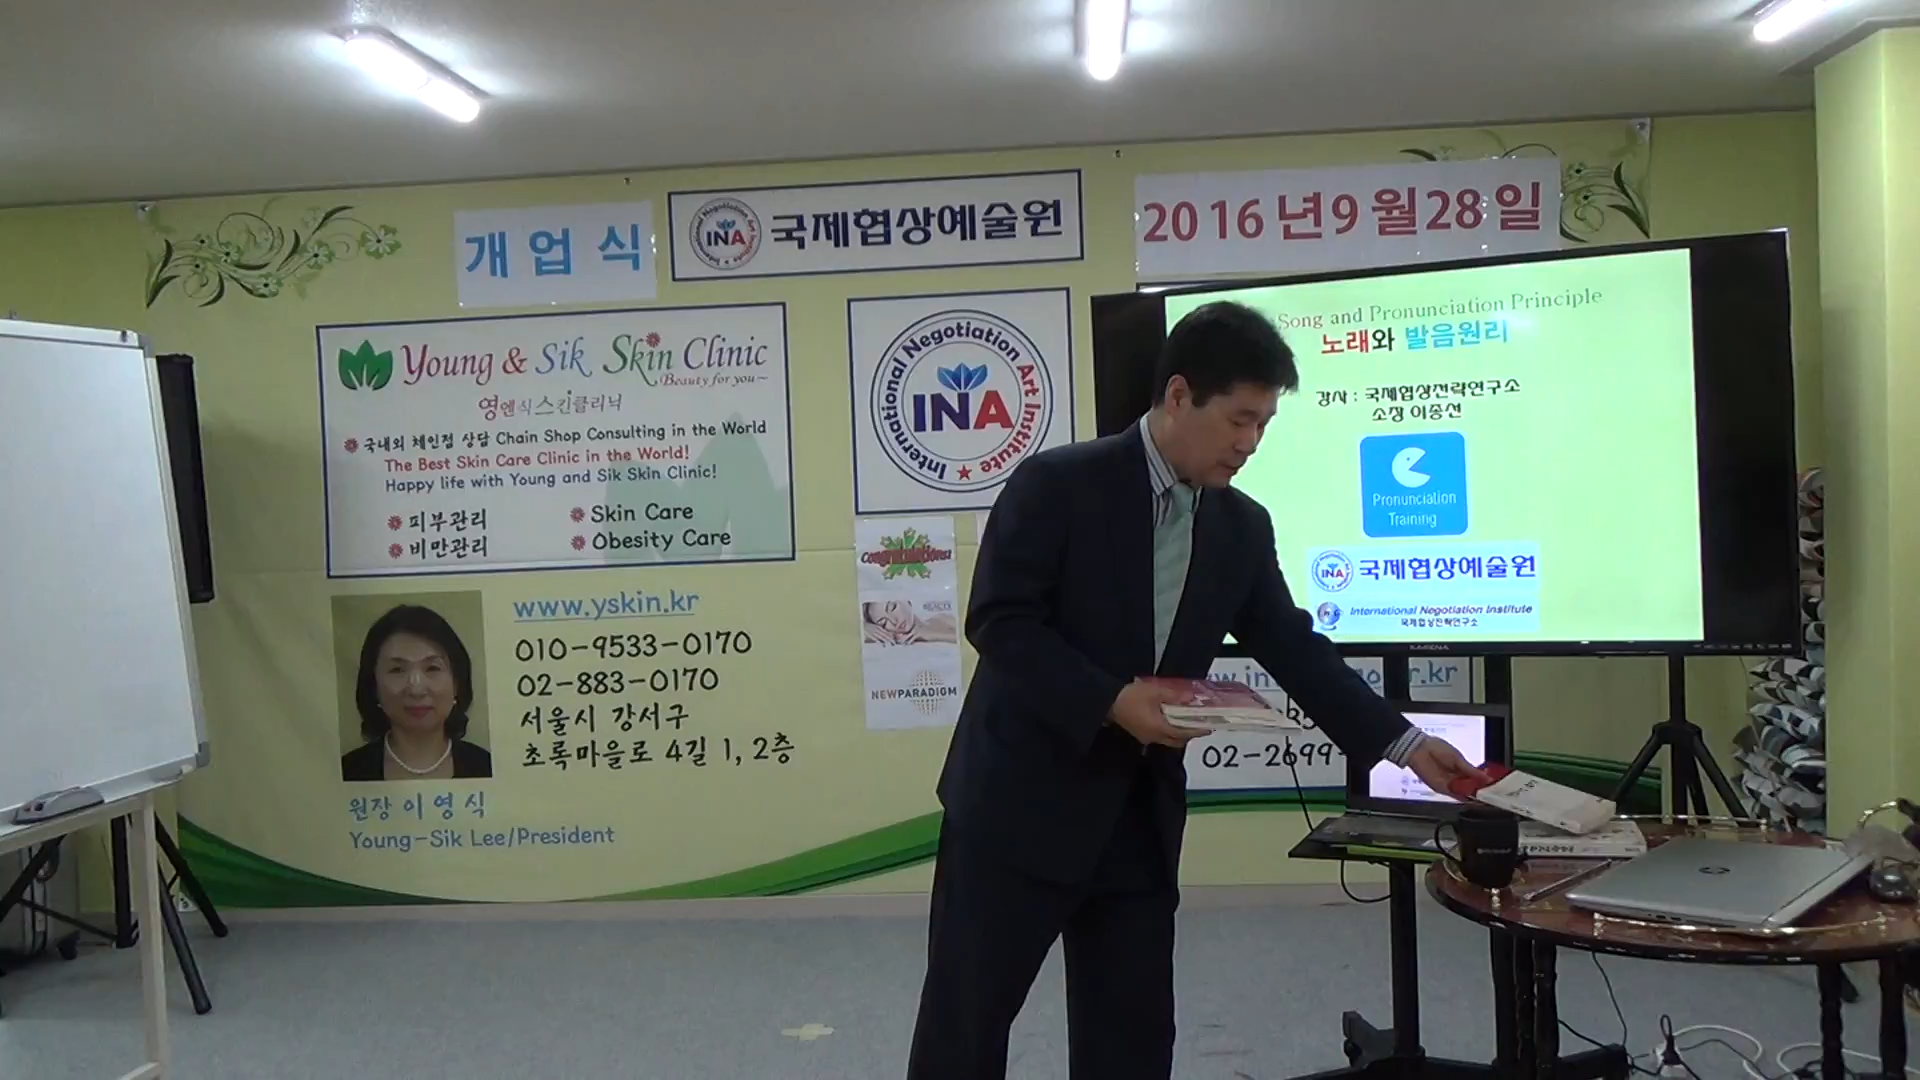 개업식
INA 국제협상예술원
International Negotiation Art Institute
2016년9월28일
Young & Sik Skin Clinic
Beauty for you~
영엔식스킨클리닉
국내외 체인점 상담 Chain Shop Consulting in the World
The Best Skin Care Clinic in the World!
Happy life with Young and Sik Skin Clinic!
피부관리 Skin Care
비만관리 Obesity Care
www.yskin.kr
010-9533-0170
02-883-0170
서울시 강서구
초록마을로 4길 1, 2층
원장 이영식
Young-Sik Lee/President
International Negotiation Art Institute
INA
Congratulations!
NEWPARADIGM
Song and Pronunciation Principle
노래와 발음원리
강사 : 국제협상전략연구소
소장 이종선
Pronunciation
Training
INA 국제협상예술원
International Negotiation Institute
국제협상전략연구소
02-2699-